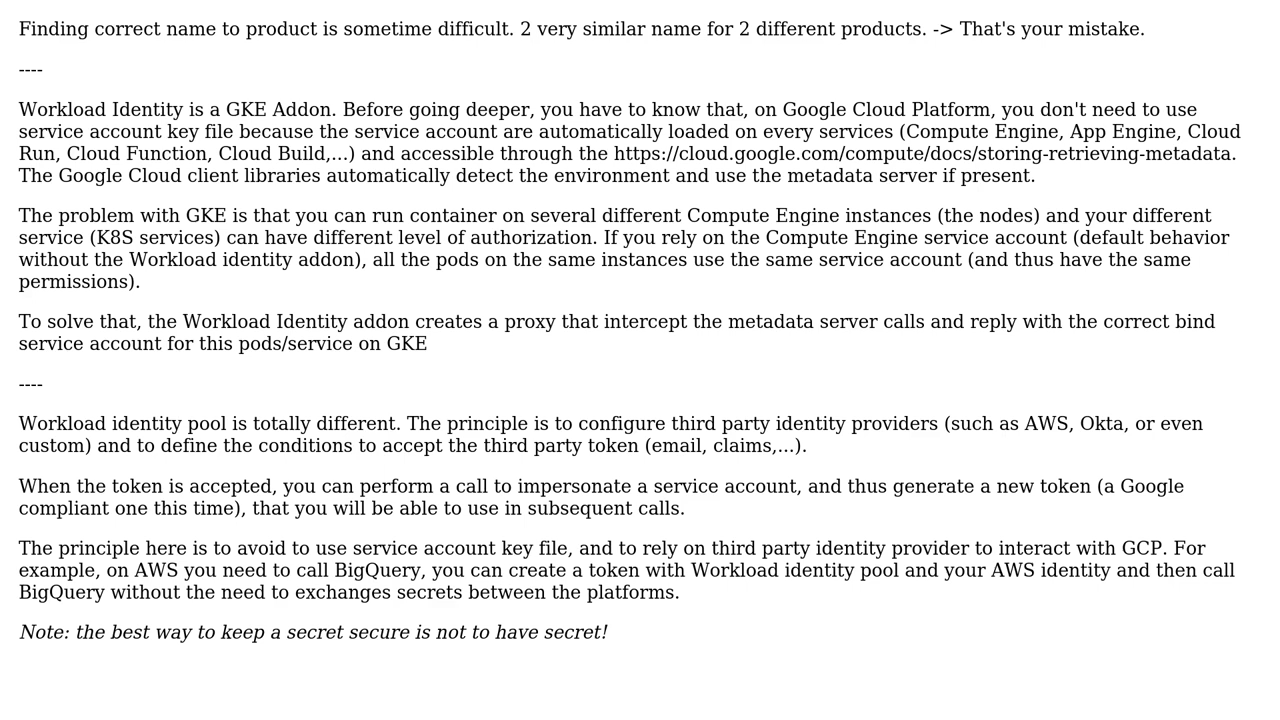 Finding correct name to product is sometime difficult. 2 very similar name for 2 different products. -> That's your mistake.
----
Workload Identity is a GKE Addon. Before going deeper, you have to know that, on Google Cloud Platform, you don't need to use
service account key file because the service account are automatically loaded on every services (Compute Engine, App Engine, Cloud
Run, Cloud Function, Cloud Build,...) and accessible through the https://cloud.google.com/compute/docs/storing-retrieving-metadata.
The Google Cloud client libraries automatically detect the environment and use the metadata server if present.
The problem with GKE is that you can run container on several different Compute Engine instances (the nodes) and your different
service (K8S services) can have different level of authorization. If you rely on the Compute Engine service account (default behavior
without the Workload identity addon), all the pods on the same instances use the same service account (and thus have the same
permissions).
To solve that, the Workload Identity addon creates a proxy that intercept the metadata server calls and reply with the correct bind
service account for this pods/service on GKE
----
Workload identity pool is totally different. The principle is to configure third party identity providers (such as AWS, Okta, or even
custom) and to define the conditions to accept the third party token (email, claims,...).
When the token is accepted, you can perform a call to impersonate a service account, and thus generate a new token (a Google
compliant one this time), that you will be able to use in subsequent calls.
The principle here is to avoid to use service account key file, and to rely on third party identity provider to interact with GCP. For
example, on AWS you need to call BigQuery, you can create a token with Workload identity pool and your AWS identity and then call
BigQuery without the need to exchanges secrets between the platforms.
Note: the best way to keep a secret secure is not to have secret!